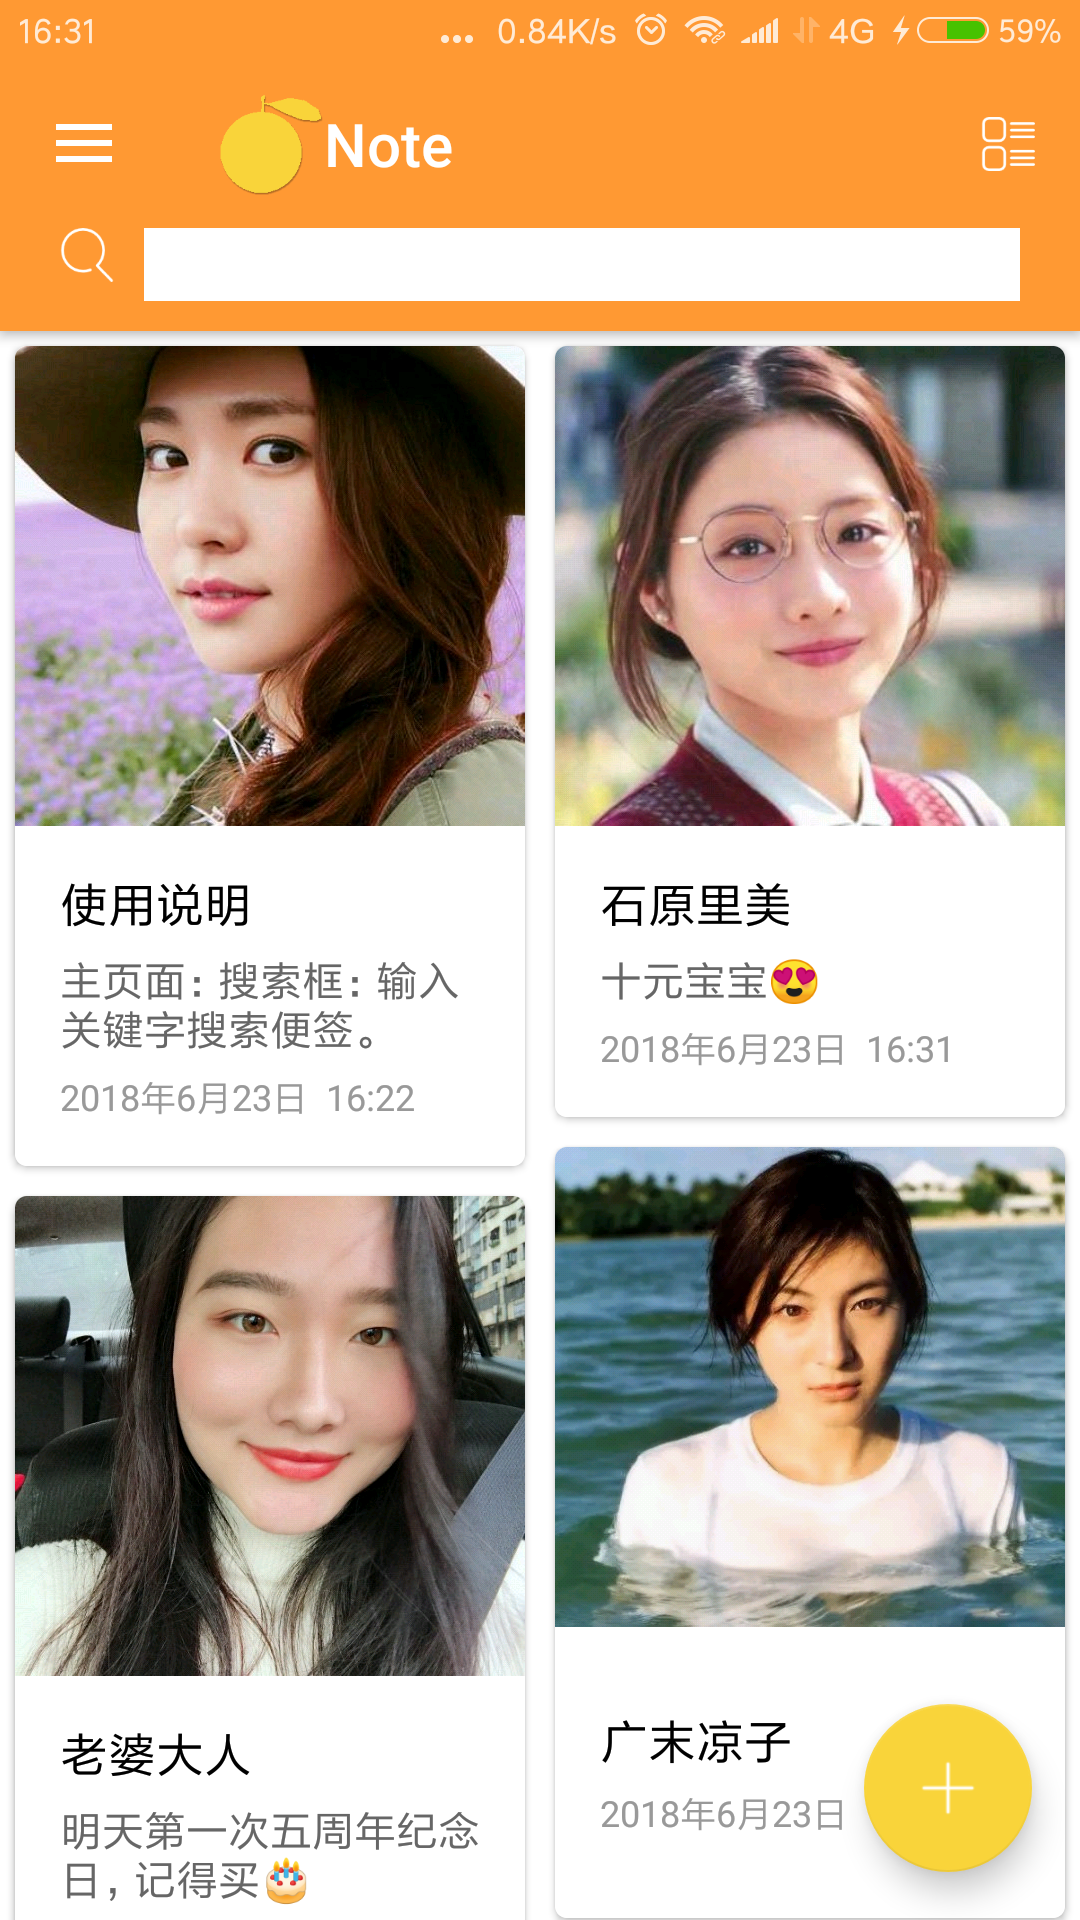 16:31
... 0.84K/s 4G 59%
Note
使用说明
主页面：搜索框：输入
关键字搜索便签。
2018年6月23日 16:22
石原里美
十元宝宝😍
2018年6月23日 16:31
老婆大人
明天第一次五周年纪念
日，记得买🎂
广末凉子
2018年6月23日